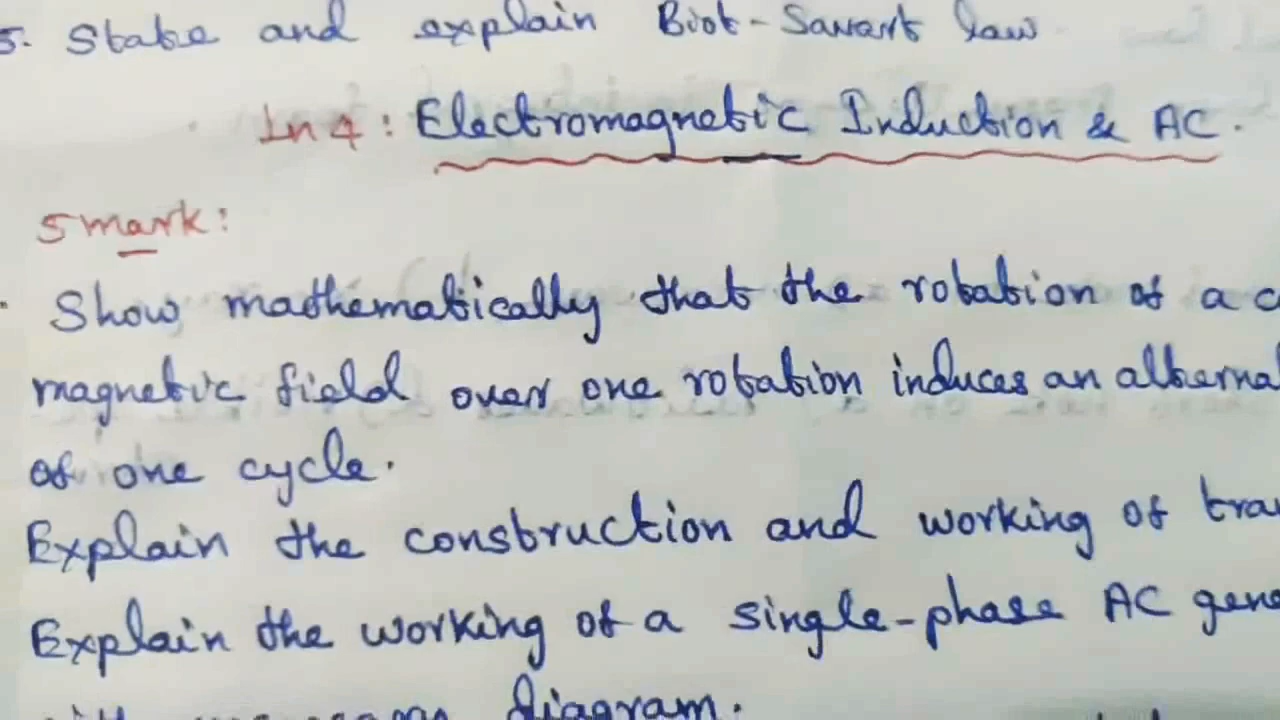 5. State and explain Biot-Savart law
Ln 4: Electromagnetic Induction & AC.
5 mark:
Show mathematically that the rotation of a c
magnetic field over one rotation induces an alterna
of one cycle.
Explain the construction and working of tra
Explain the working of a single-phase AC gene
diagram.